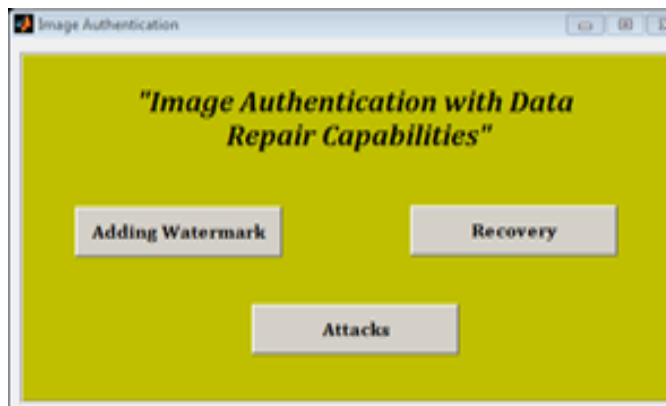 Image Authentication
"Image Authentication with Data
Repair Capabilities"
Adding Watermark
Recovery
Attacks